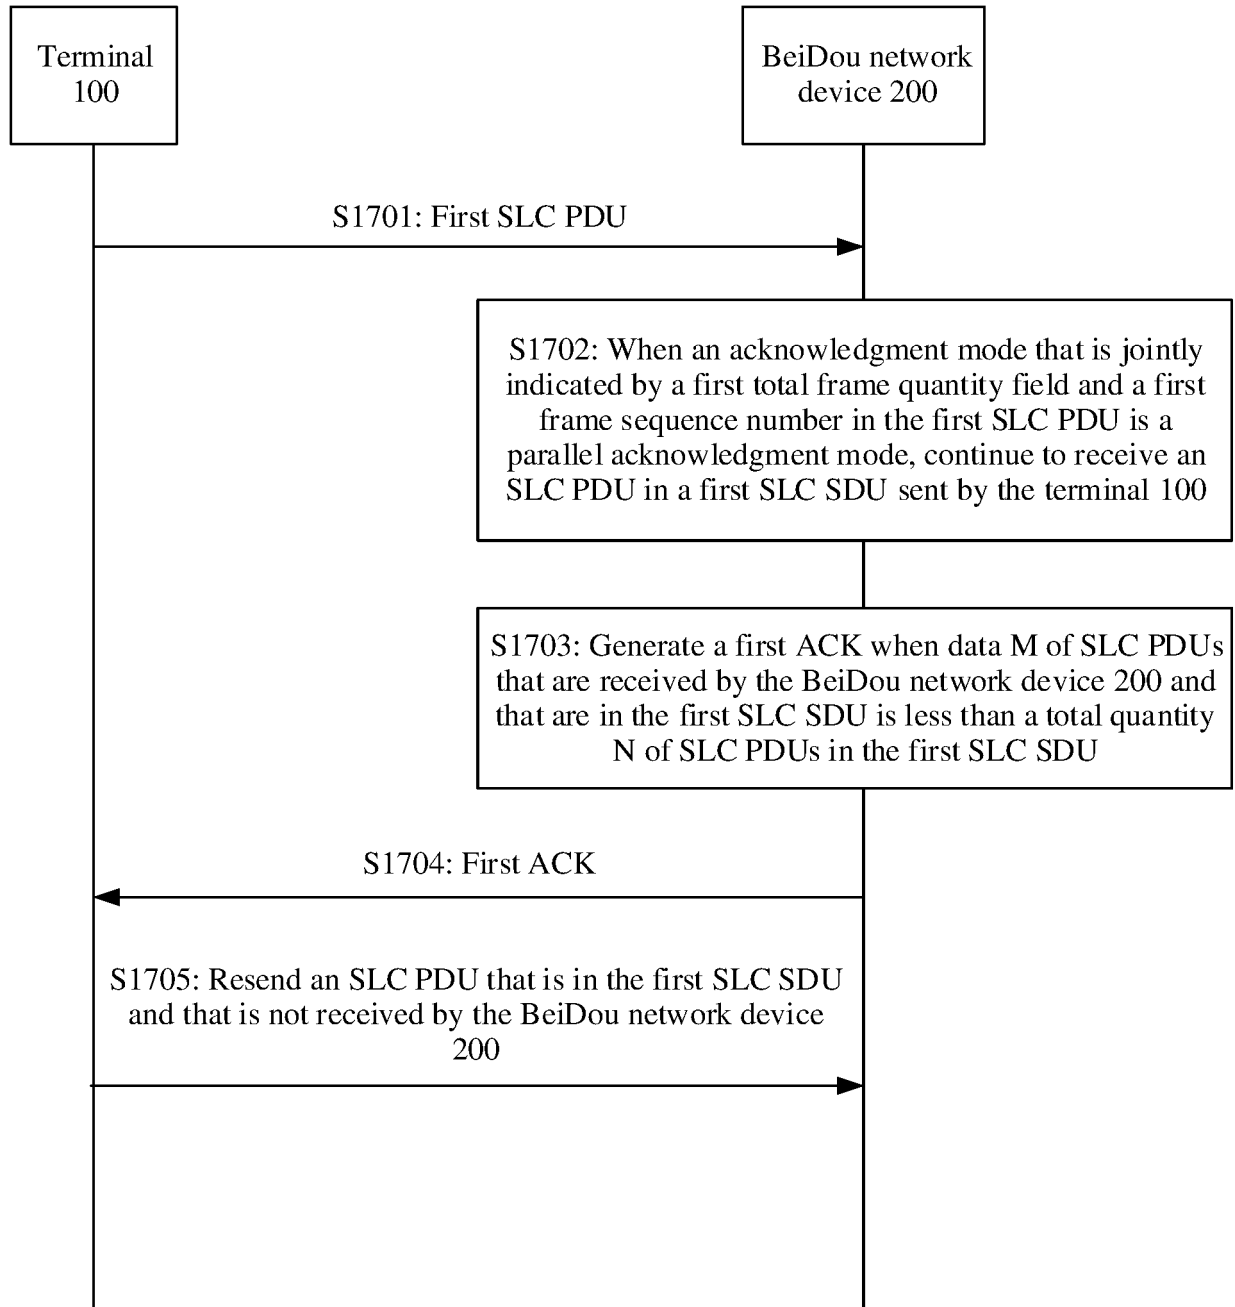 Terminal
100
BeiDou network
device 200
S1701: First SLC PDU
S1702: When an acknowledgment mode that is jointly
indicated by a first total frame quantity field and a first
frame sequence number in the first SLC PDU is a
parallel acknowledgment mode, continue to receive an
SLC PDU in a first SLC SDU sent by the terminal 100
S1703: Generate a first ACK when data M of SLC PDUs
that are received by the BeiDou network device 200 and
that are in the first SLC SDU is less than a total quantity
N of SLC PDUs in the first SLC SDU
S1704: First ACK
S1705: Resend an SLC PDU that is in the first SLC SDU
and that is not received by the BeiDou network device
200